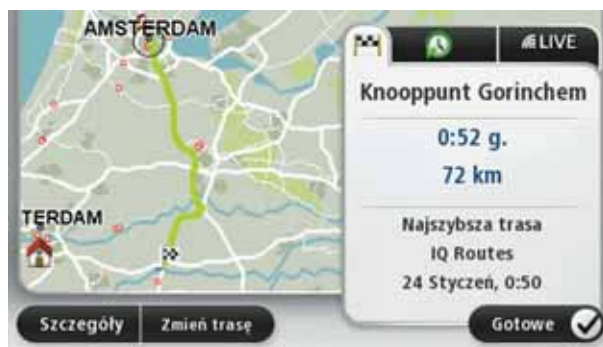 AMSTERDAM
TERDAM
LIVE
Knooppunt Gorinchem
0:52 g.
72 km
Najszybsza trasa
IQ Routes
24 Styczeń, 0:50
Szczegóły
Zmień trasę
Gotowe